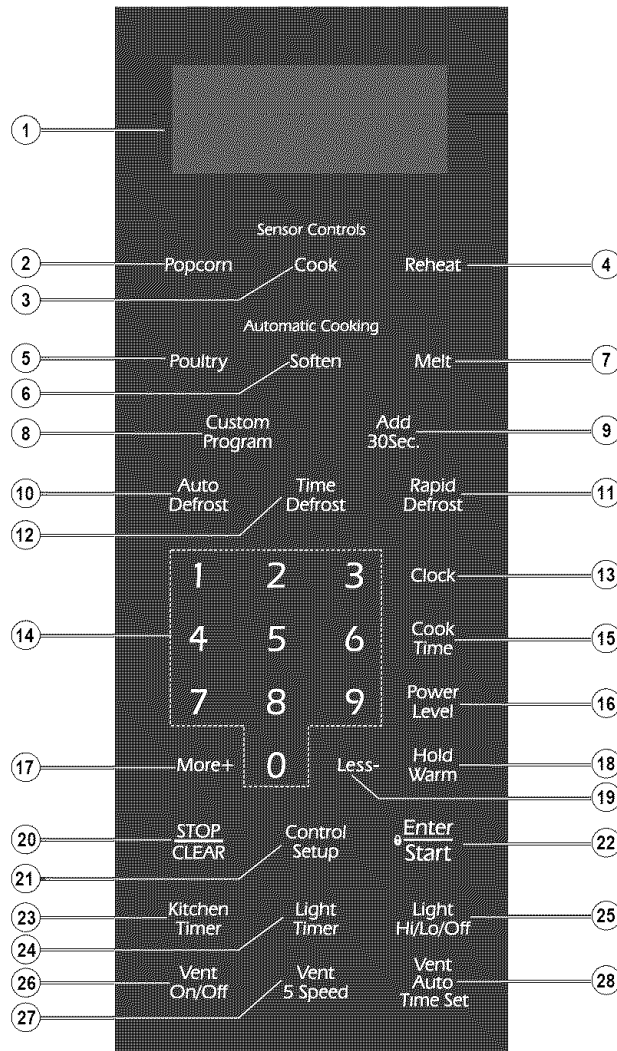 1
Sensor Controls
2 Popcorn Cook Reheat 4
3
Automatic Cooking
5 Poultry Soften Melt 7
6
8 Custom Program Add 30Sec. 9
10 Auto Defrost Time Defrost Rapid Defrost 11
12
1 2 3 Clock 13
14 4 5 6 Cook Time 15
7 8 9 Power Level 16
17 More+ 0 Less- Hold Warm 18
19
20 STOP CLEAR Control Setup Enter Start 22
21
23 Kitchen Timer Light Timer Light Hi/Lo/Off 25
24
26 Vent On/Off Vent 5 Speed Vent Auto Time Set 28
27